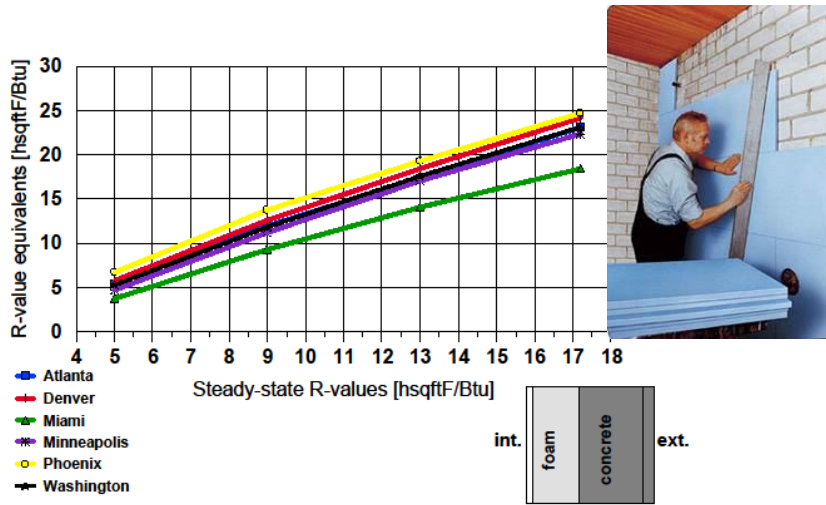 R-value equivalents [hsqftF/Btu]
30
25
20
15
10
5
0
4 5 6 7 8 9 10 11 12 13 14 15 16 17 18
Steady-state R-values [hsqftF/Btu]
Atlanta
Denver
Miami
Minneapolis
Phoenix
Washington
int.
foam
concrete
ext.